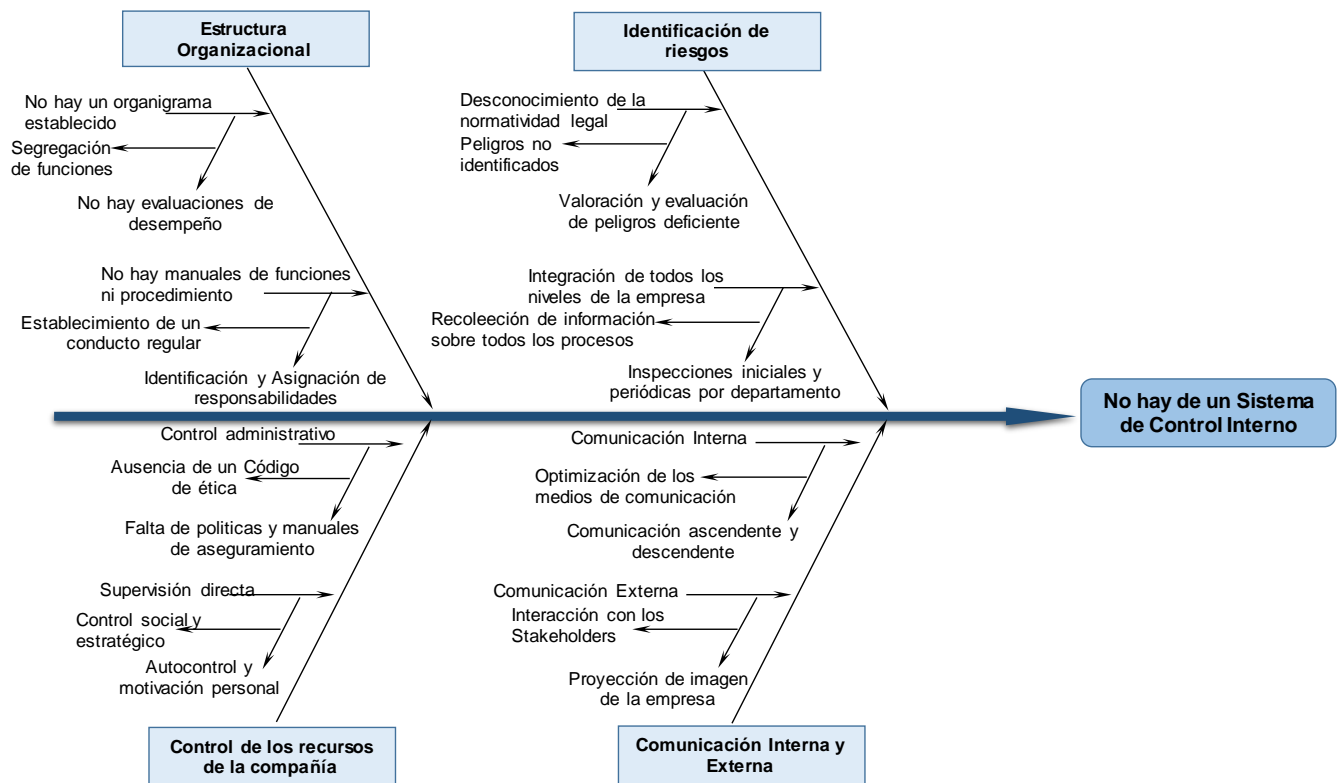 Estructura
Organizacional
Identificación de
riesgos
No hay un organigrama
establecido
Segregación
de funciones
No hay evaluaciones de
desempeño
No hay manuales de funciones
ni procedimiento
Establecimiento de un
conducto regular
Identificación y Asignación de
responsabilidades
Desconocimiento de la
normatividad legal
Peligros no
identificados
Valoración y evaluación
de peligros deficiente
Integración de todos los
niveles de la empresa
Recoleeción de información
sobre todos los procesos
Inspecciones iniciales y
periódicas por departamento
No hay de un Sistema
de Control Interno
Control administrativo
Ausencia de un Código
de ética
Falta de politicas y manuales
de aseguramiento
Supervisión directa
Control social y
estratégico
Autocontrol y
motivación personal
Comunicación Interna
Optimización de los
medios de comunicación
Comunicación ascendente y
descendente
Comunicación Externa
Interacción con los
Stakeholders
Proyección de imagen
de la empresa
Control de los recursos
de la compañía
Comunicación Interna y
Externa